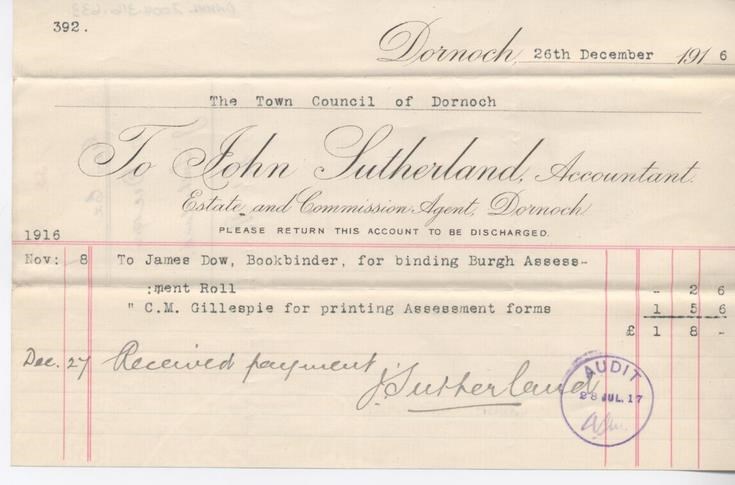 392.
Dornoch, 26th December 1916
The Town Council of Dornoch
To John Sutherland, Accountant.
Estate and Commission Agent, Dornoch
PLEASE RETURN THIS ACCOUNT TO BE DISCHARGED.
1916
Nov: 8 To James Dow, Bookbinder, for binding Burgh Assess-
:ment Roll - 2 6
" C.M. Gillespie for printing Assessment forms 1 5 6
£ 1 8 -
Dec. 27 Received payment
J. Sutherland
AUDIT
28 JUL. 17